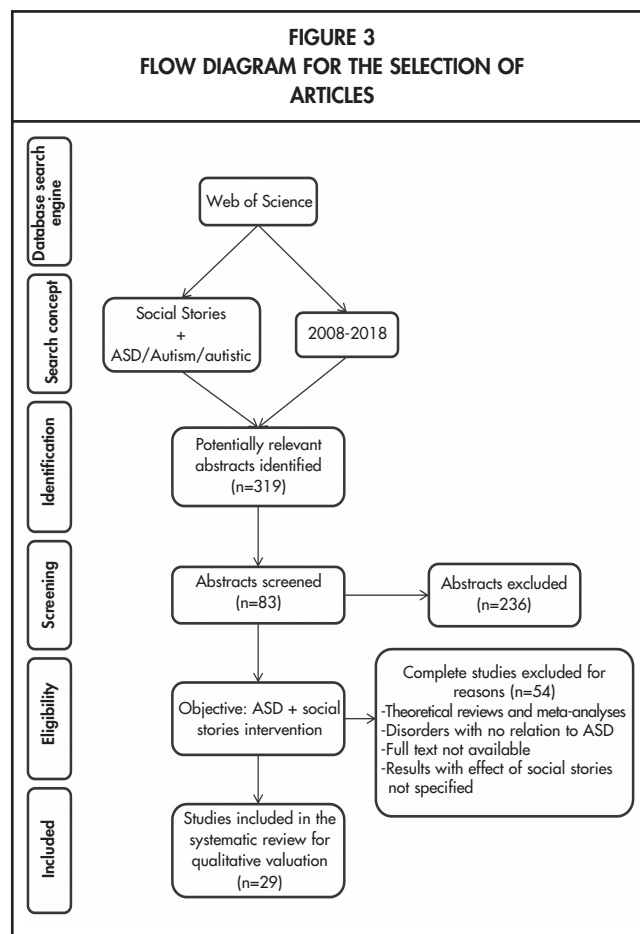 FIGURE 3
FLOW DIAGRAM FOR THE SELECTION OF
ARTICLES
Database search
engine
Web of Science
Search concept
Social Stories
+
ASD/Autism/autistic
2008-2018
Identification
Potentially relevant
abstracts identified
(n=319)
Screening
Abstracts screened
(n=83)
Abstracts excluded
(n=236)
Eligibility
Objective: ASD + social
stories intervention
Complete studies excluded for
reasons (n=54)
-Theoretical reviews and meta-analyses
-Disorders with no relation to ASD
-Full text not available
-Results with effect of social stories
not specified
Included
Studies included in the
systematic review for
qualitative valuation
(n=29)